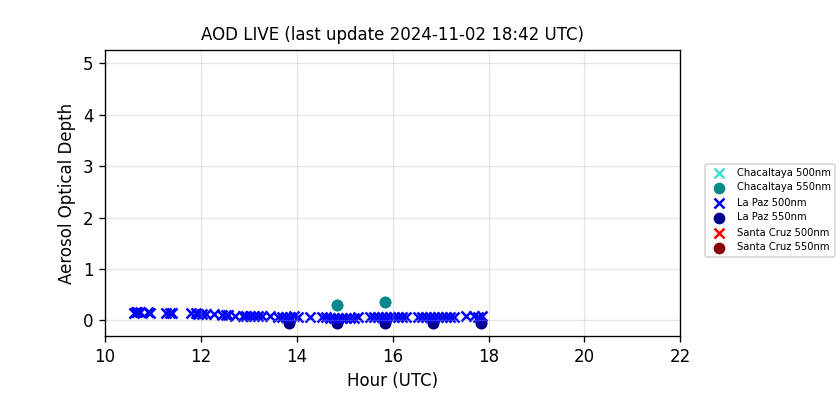 AOD LIVE (last update 2024-11-02 18:42 UTC)
5
4
3
2
1
0
Aerosol Optical Depth
10 12 14 16 18 20 22
Hour (UTC)
Chacaltaya 500nm
Chacaltaya 550nm
La Paz 500nm
La Paz 550nm
Santa Cruz 500nm
Santa Cruz 550nm